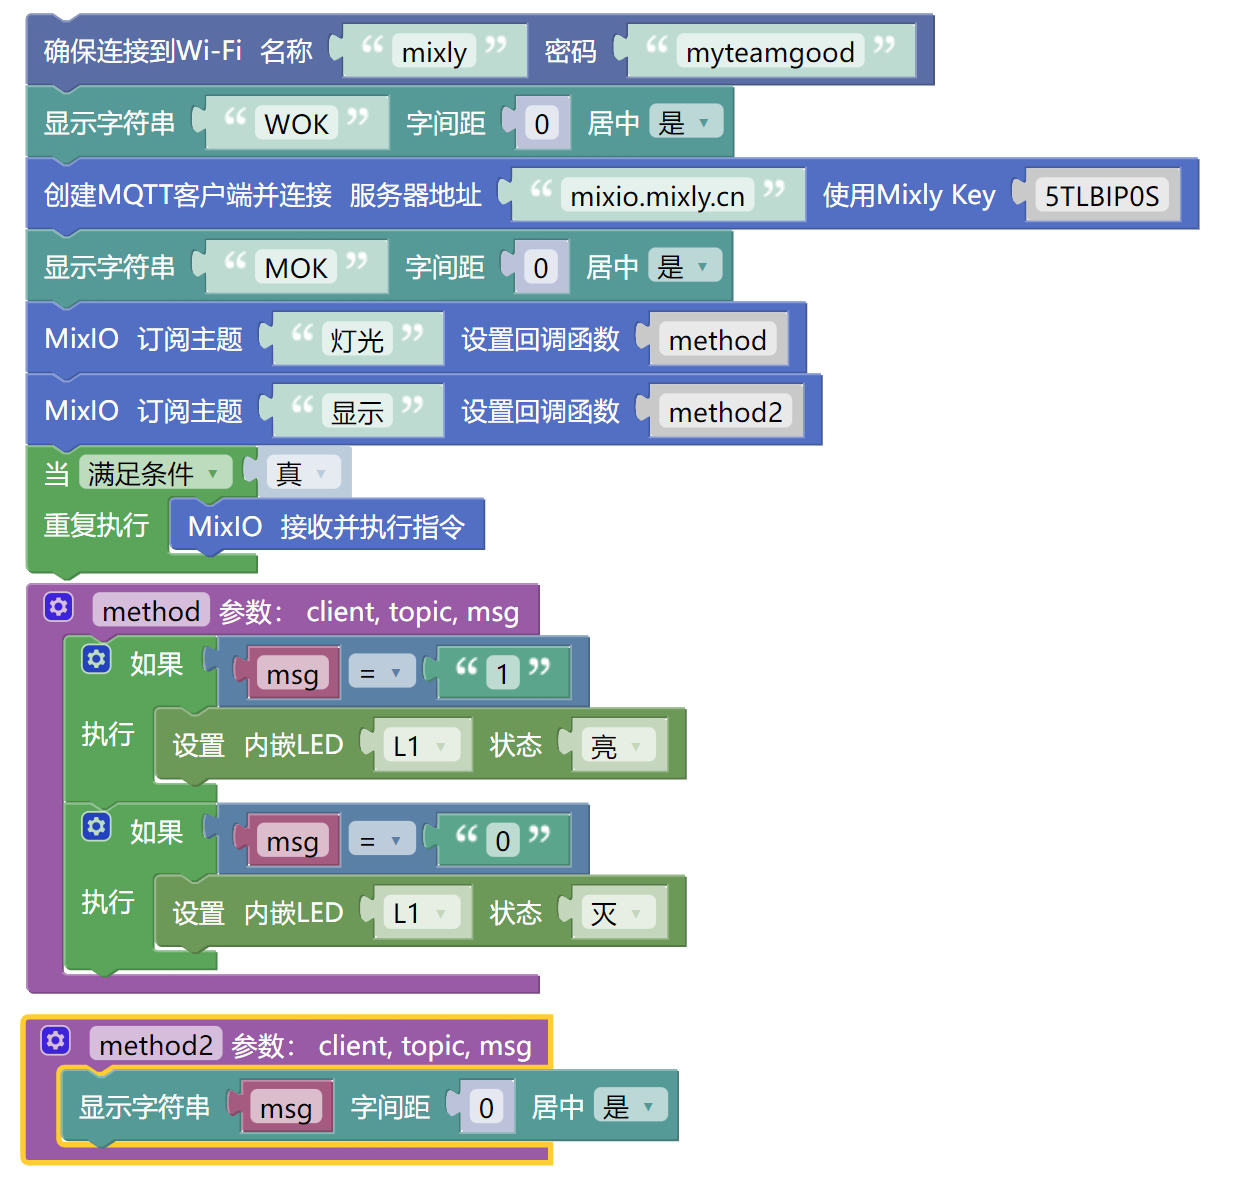 确保连接到Wi-Fi 名称 “ mixly ” 密码 “ myteamgood ”
显示字符串 “ WOK ” 字间距 0 居中 是
创建MQTT客户端并连接 服务器地址 “ mixio.mixly.cn ” 使用Mixly Key 5TLBIP0S
显示字符串 “ MOK ” 字间距 0 居中 是
MixIO 订阅主题 “ 灯光 ” 设置回调函数 method
MixIO 订阅主题 “ 显示 ” 设置回调函数 method2
当 满足条件 真
重复执行 MixIO 接收并执行指令
method 参数: client, topic, msg
如果 msg = “ 1 ”
执行 设置 内嵌LED L1 状态 亮
如果 msg = “ 0 ”
执行 设置 内嵌LED L1 状态 灭
method2 参数: client, topic, msg
显示字符串 msg 字间距 0 居中 是